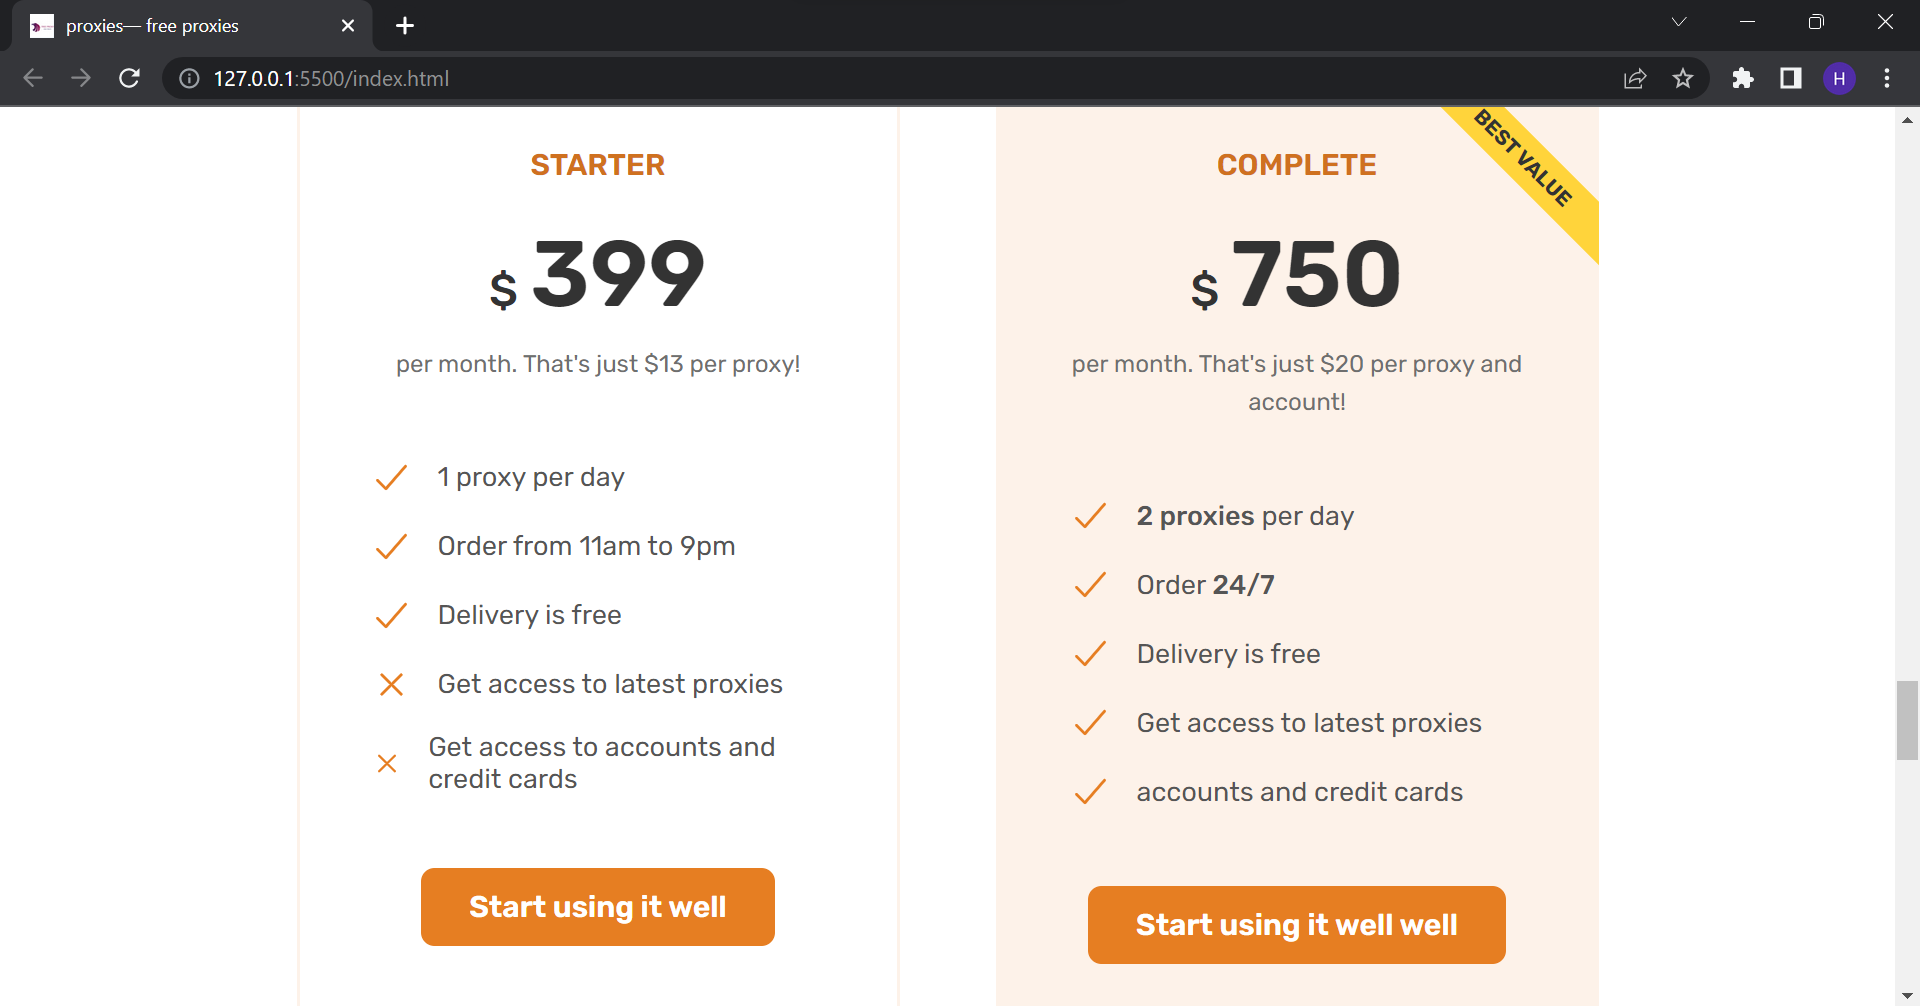 proxies— free proxies
127.0.0.1:5500/index.html
H
STARTER
$ 399
per month. That's just $13 per proxy!
1 proxy per day
Order from 11am to 9pm
Delivery is free
Get access to latest proxies
Get access to accounts and
credit cards
Start using it well
BEST VALUE
COMPLETE
$ 750
per month. That's just $20 per proxy and
account!
2 proxies per day
Order 24/7
Delivery is free
Get access to latest proxies
accounts and credit cards
Start using it well well